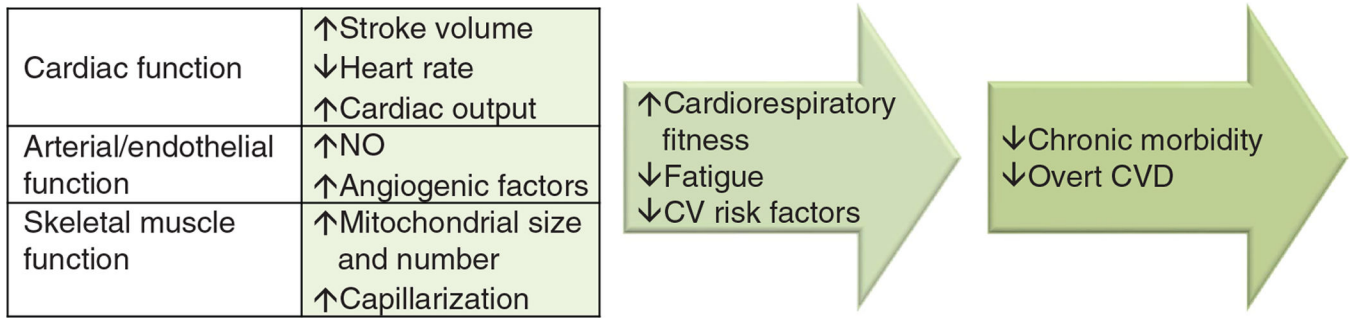 Cardiac function
↑Stroke volume
↓Heart rate
↑Cardiac output
Arterial/endothelial
function
↑NO
↑Angiogenic factors
Skeletal muscle
function
↑Mitochondrial size
and number
↑Capillarization
↑Cardiorespiratory
fitness
↓Fatigue
↓CV risk factors
↓Chronic morbidity
↓Overt CVD